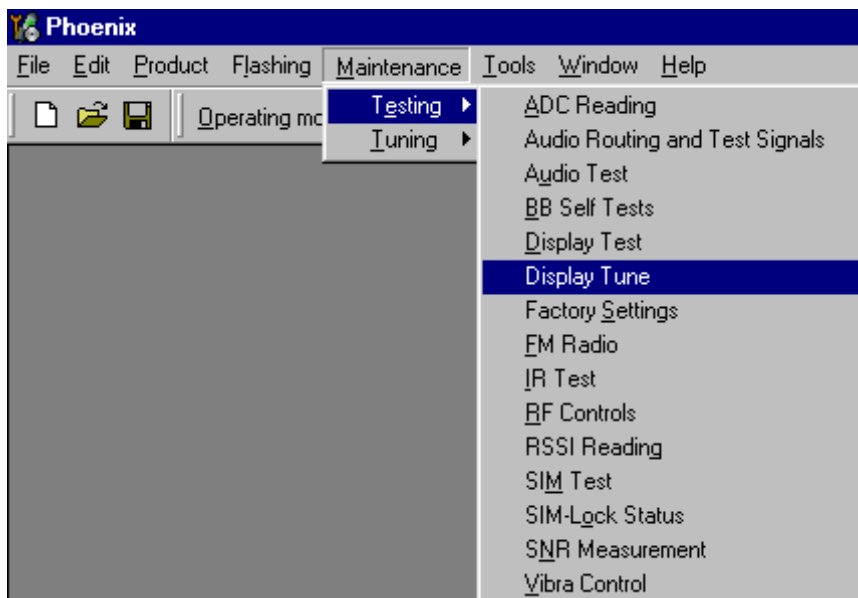 Phoenix
File Edit Product Flashing Maintenance Tools Window Help
Operating mo
Testing
Tuning
ADC Reading
Audio Routing and Test Signals
Audio Test
BB Self Tests
Display Test
Display Tune
Factory Settings
FM Radio
IR Test
RF Controls
RSSI Reading
SIM Test
SIM-Lock Status
SNR Measurement
Vibra Control